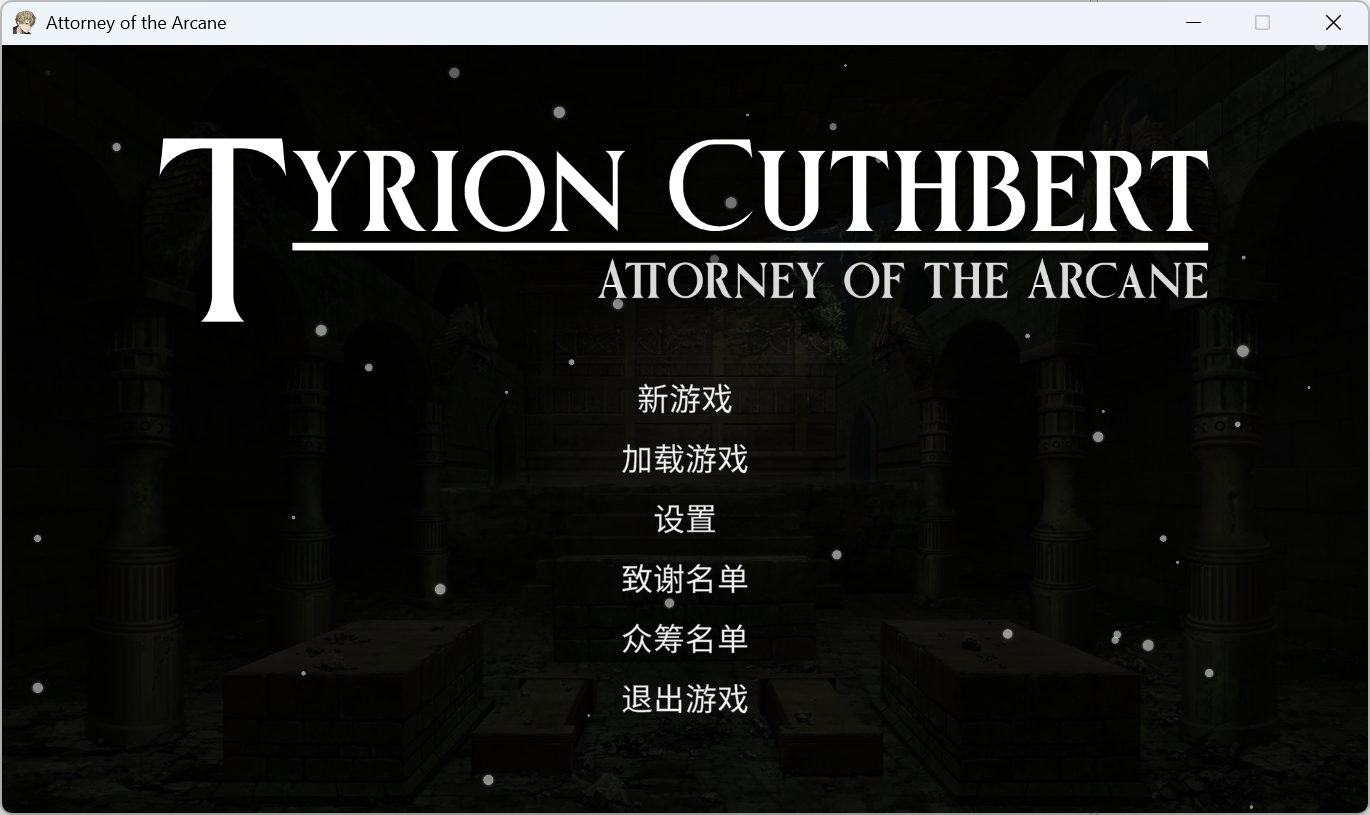 Attorney of the Arcane
TYRION CUTHBERT
ATTORNEY OF THE ARCANE
新游戏
加载游戏
设置
致谢名单
众筹名单
退出游戏